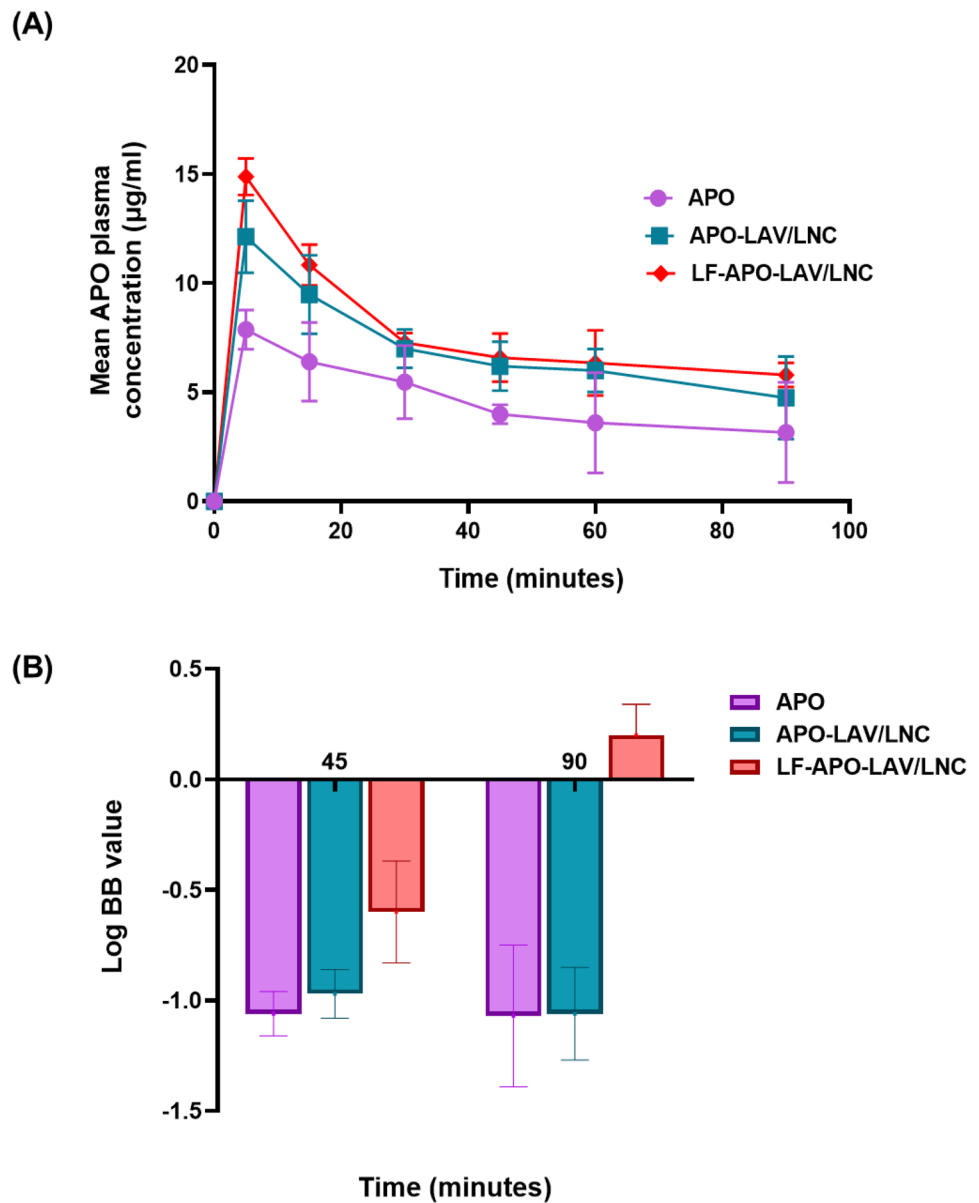 (A)
20
15
10
5
0
Mean APO plasma
concentration (µg/ml)
APO
APO-LAV/LNC
LF-APO-LAV/LNC
0 20 40 60 80 100
Time (minutes)
(B)
0.5
0.0
-0.5
-1.0
-1.5
Log BB value
45 90
APO
APO-LAV/LNC
LF-APO-LAV/LNC
Time (minutes)